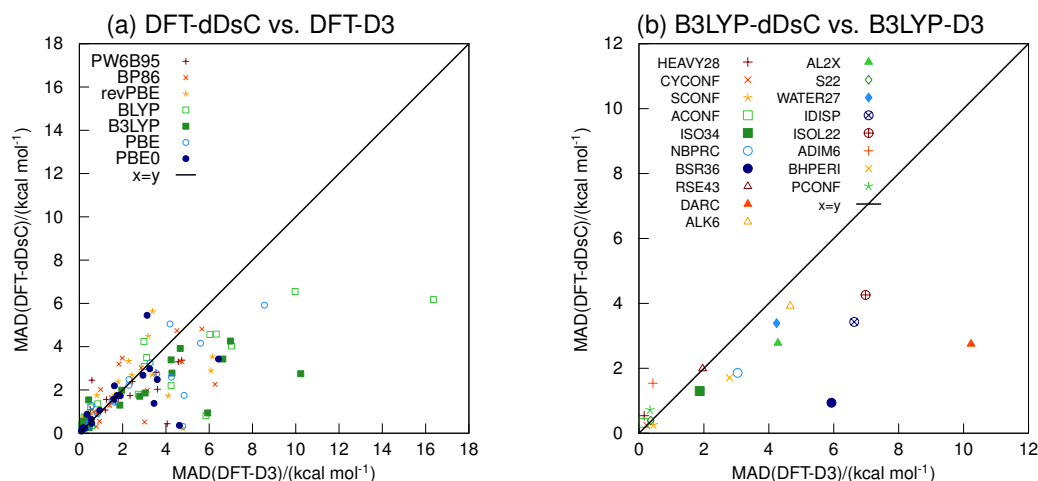 (a) DFT-dDsC vs. DFT-D3
MAD(DFT-dDsC)/(kcal mol⁻¹)
18
16
14
12
10
8
6
4
2
0
PW6B95
BP86
revPBE
BLYP
B3LYP
PBE
PBE0
x=y
0 2 4 6 8 10 12 14 16 18
MAD(DFT-D3)/(kcal mol⁻¹)
(b) B3LYP-dDsC vs. B3LYP-D3
MAD(DFT-dDsC)/(kcal mol⁻¹)
12
10
8
6
4
2
0
HEAVY28
CYCONF
SCONF
ACONF
ISO34
NBPRC
BSR36
RSE43
DARC
ALK6
AL2X
S22
WATER27
IDISP
ISOL22
ADIM6
BHPERI
PCONF
x=y
0 2 4 6 8 10 12
MAD(DFT-D3)/(kcal mol⁻¹)